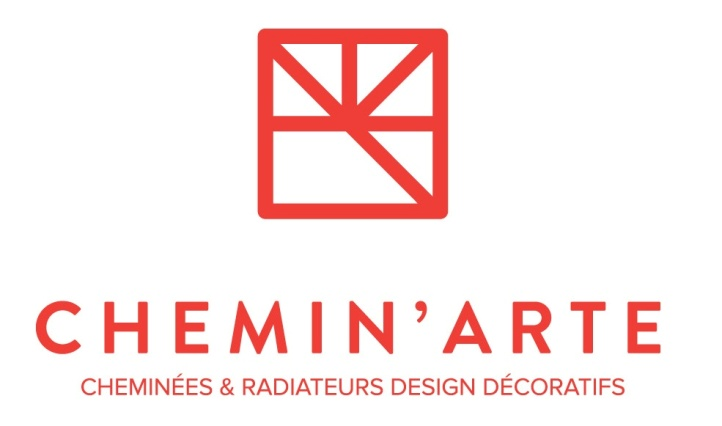 CHEMIN’ARTE
CHEMINÉES & RADIATEURS DESIGN DÉCORATIFS